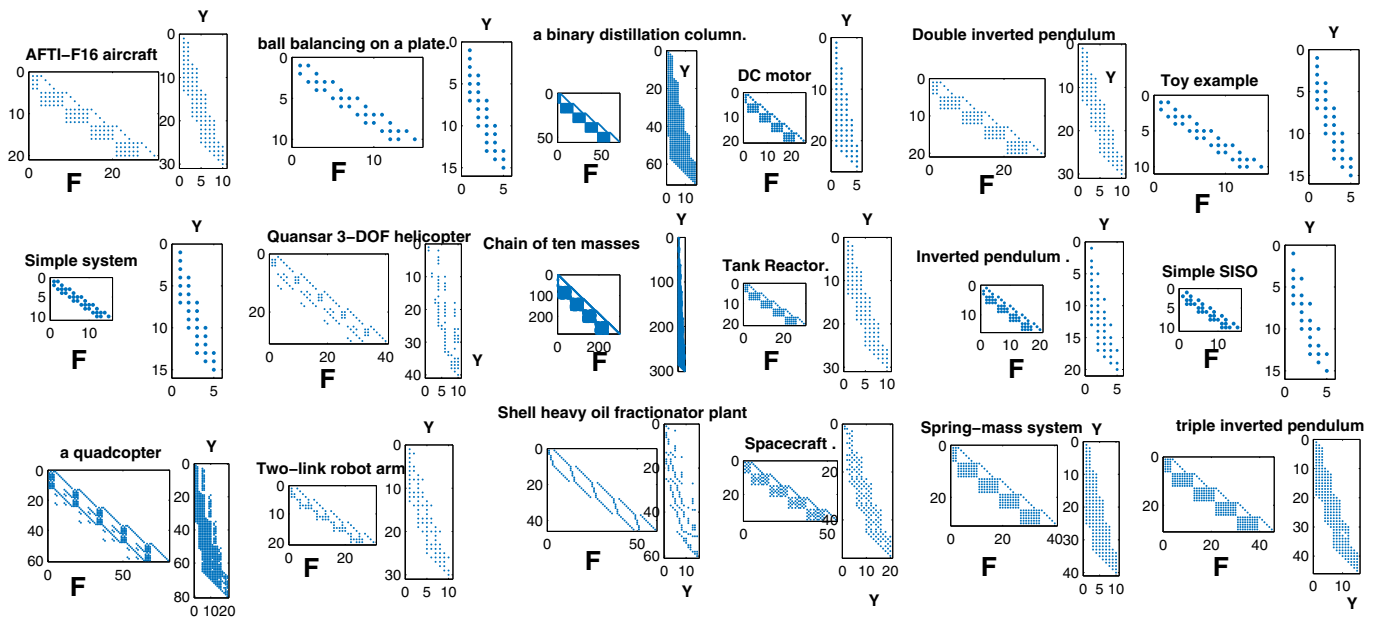 AFTI-F16 aircraft
0
10
20
0 20
F
Y
0
10
20
30
0 5 10
ball balancing on a plate.
0
5
10
0 10
F
Y
0
5
10
15
0 5
a binary distillation column.
0
50
0 50
F
Y
0
20
40
60
0 10
DC motor
0
10
20
0 10 20
F
Y
0
10
20
0 5
Double inverted pendulum
0
10
20
0 20
F
Y
0
10
20
30
0 5 10
Toy example
0
5
10
0 5 10 15
F
Y
0
5
10
15
0 5
Simple system
0
5
10
0 10
F
Y
0
5
10
15
0 5
Quansar 3-DOF helicopter
0
20
0 20 40
F
0
10
20
30
40
0 5 10
Y
Chain of ten masses
0
100
200
0 200
F
Y
0
100
200
300
Tank Reactor.
0
10
20
0 20
F
Y
0
10
20
30
0 5 10
Inverted pendulum .
0
10
0 10 20
F
Y
0
5
10
15
20
0 5
Simple SISO
0
5
10
0 10
F
Y
0
5
10
15
0 5
a quadcopter
0
20
40
60
0 50
F
Y
0
20
40
60
80
0 1020
Two-link robot arm
0
10
20
0 20
F
Y
0
10
20
30
0 5 10
Shell heavy oil fractionator plant
0
20
40
0 50
F
0
20
40
60
0 10
Y
Spacecraft .
0
20
0 20 40
F
0
20
40
60
0 10 20
Y
Spring-mass system
0
20
0 20 40
F
Y
0
10
20
30
40
0 5 10
triple inverted pendulum
0
20
0 20 40
F
0
10
20
30
40
0 10
Y